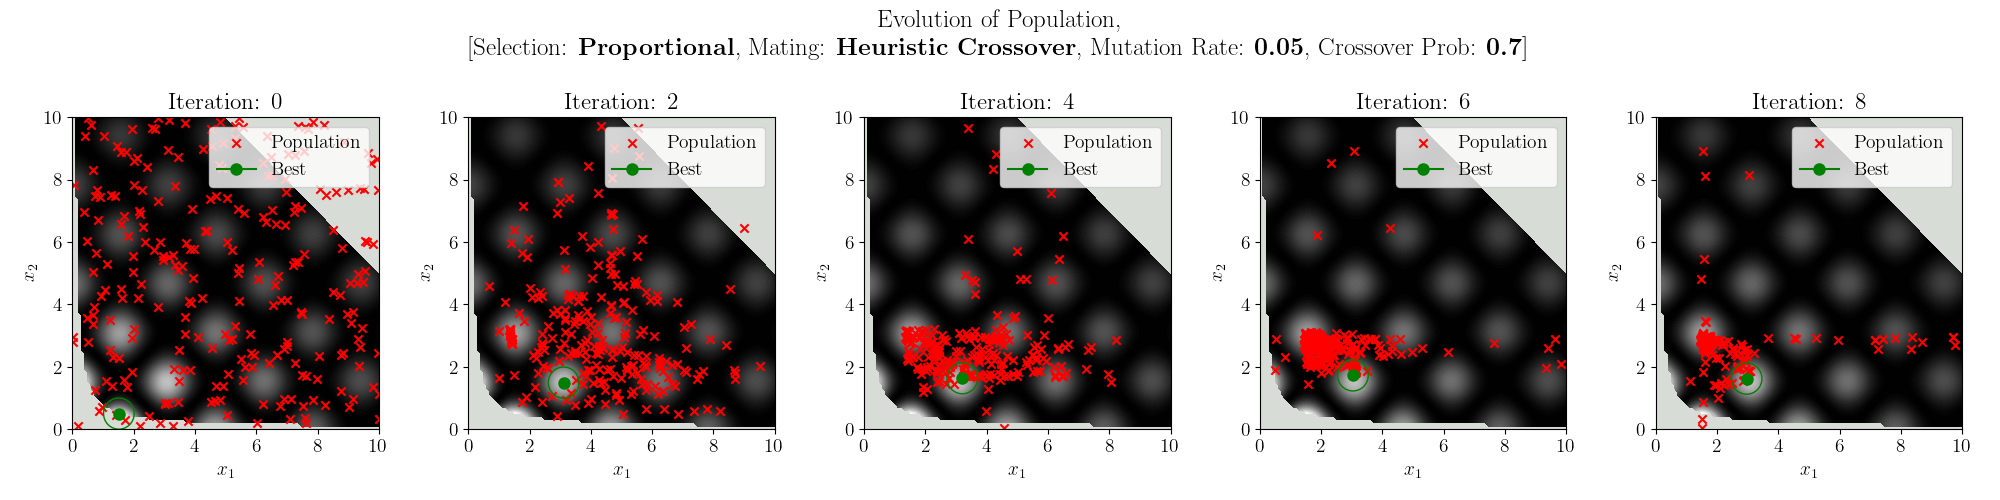 Evolution of Population,
[Selection: Proportional, Mating: Heuristic Crossover, Mutation Rate: 0.05, Crossover Prob: 0.7]
Iteration: 0
10
8
6
4
2
0
x2
0 2 4 6 8 10
x1
Population
Best
Iteration: 2
10
8
6
4
2
0
x2
0 2 4 6 8 10
x1
Population
Best
Iteration: 4
10
8
6
4
2
0
x2
0 2 4 6 8 10
x1
Population
Best
Iteration: 6
10
8
6
4
2
0
x2
0 2 4 6 8 10
x1
Population
Best
Iteration: 8
10
8
6
4
2
0
x2
0 2 4 6 8 10
x1
Population
Best